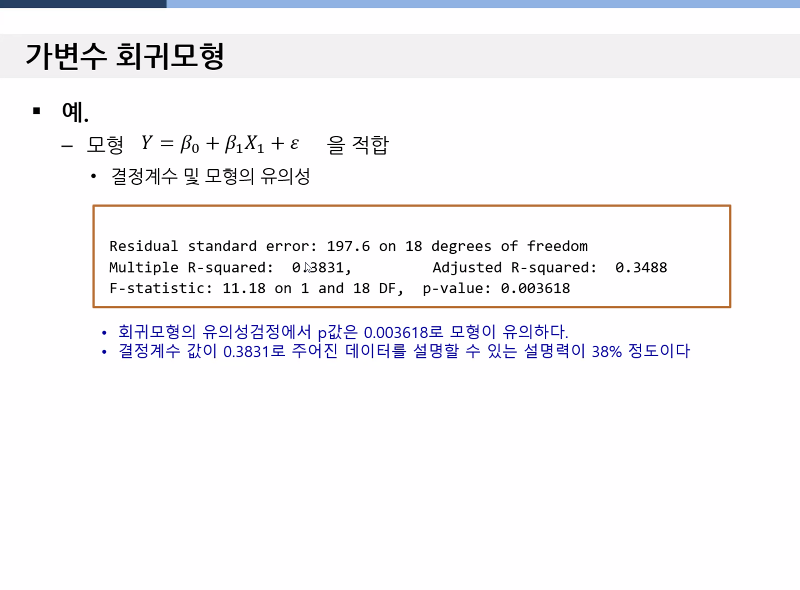 가변수 회귀모형
▪ 예.
– 모형 Y = β₀ + β₁X₁ + ε 을 적합
• 결정계수 및 모형의 유의성
Residual standard error: 197.6 on 18 degrees of freedom
Multiple R-squared: 0.3831, Adjusted R-squared: 0.3488
F-statistic: 11.18 on 1 and 18 DF, p-value: 0.003618
• 회귀모형의 유의성검정에서 p값은 0.003618로 모형이 유의하다.
• 결정계수 값이 0.3831로 주어진 데이터를 설명할 수 있는 설명력이 38% 정도이다